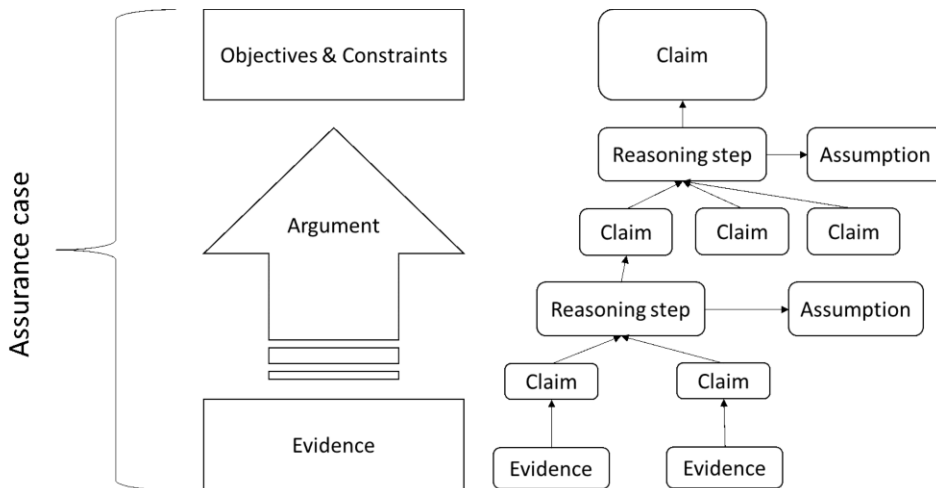 Assurance case
Objectives & Constraints
Argument
Evidence
Claim
Reasoning step
Assumption
Claim
Claim
Claim
Reasoning step
Assumption
Claim
Claim
Evidence
Evidence